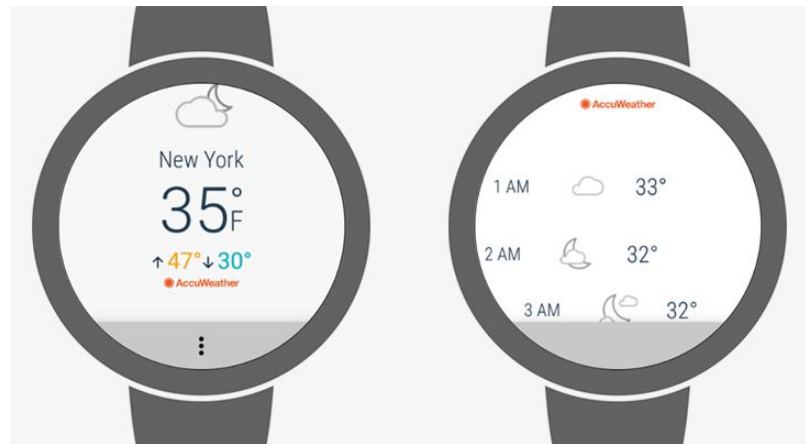 New York
35°F
↑47°↓30°
AccuWeather
AccuWeather
1 AM 33°
2 AM 32°
3 AM 32°